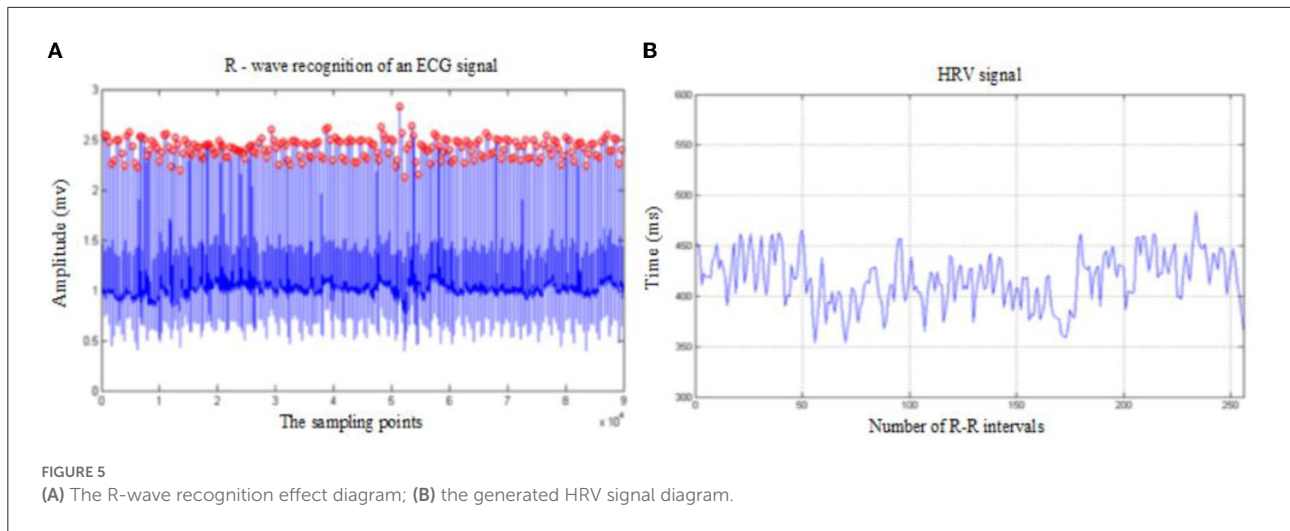 A
R - wave recognition of an ECG signal
3
2.5
2
1.5
1
0.5
0
Amplitude (mv)
0 1 2 3 4 5 6 7 8 9
× 10⁴
The sampling points
B
HRV signal
600
550
500
450
400
350
300
Time (ms)
0 50 100 150 200 250
Number of R-R intervals
FIGURE 5
(A) The R-wave recognition effect diagram; (B) the generated HRV signal diagram.